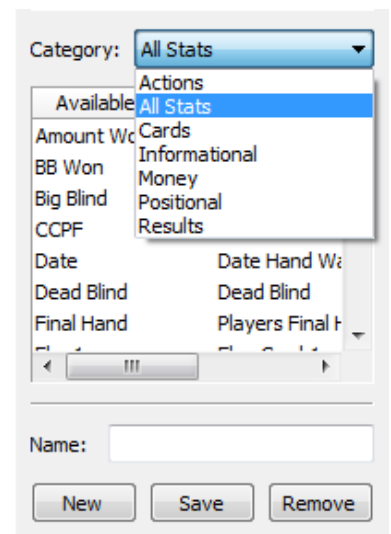 Category: All Stats
Actions
Available All Stats
Cards
Amount Wo
Informational
BB Won
Money
Big Blind
Positional
CCPF
Results
Date Date Hand Wa
Dead Blind Dead Blind
Final Hand Players Final H
Name:
New Save Remove